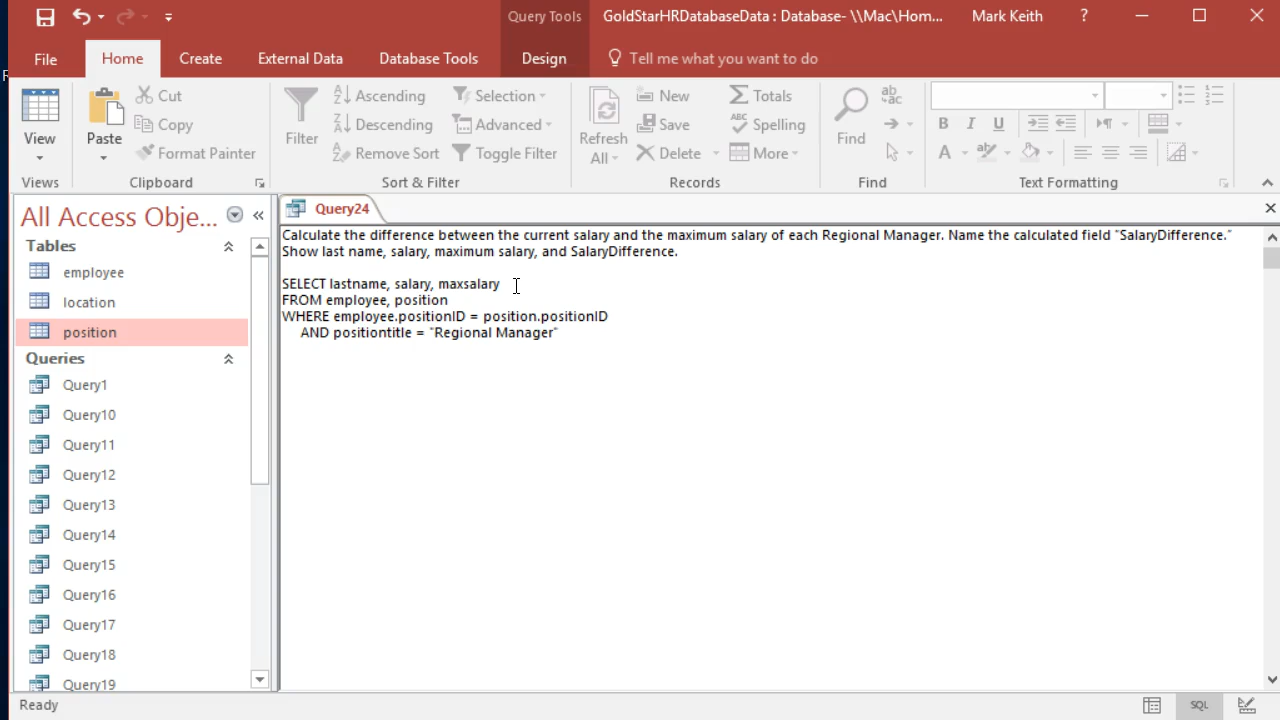 Query Tools
GoldStarHRDatabaseData : Database- \\Mac\Hom...
Mark Keith
?
File
Home
Create
External Data
Database Tools
Design
Tell me what you want to do
View
Paste
Cut
Copy
Format Painter
Filter
Ascending
Descending
Remove Sort
Selection
Advanced
Toggle Filter
Refresh
All
New
Save
Delete
Totals
Spelling
More
Find
B I U
A
Views
Clipboard
Sort & Filter
Records
Find
Text Formatting
All Access Obje...
Tables
employee
location
position
Queries
Query1
Query10
Query11
Query12
Query13
Query14
Query15
Query16
Query17
Query18
Query19
Query24
Calculate the difference between the current salary and the maximum salary of each Regional Manager. Name the calculated field "SalaryDifference."
Show last name, salary, maximum salary, and SalaryDifference.
SELECT lastname, salary, maxsalary
FROM employee, position
WHERE employee.positionID = position.positionID
AND positiontitle = "Regional Manager"
Ready
SQL